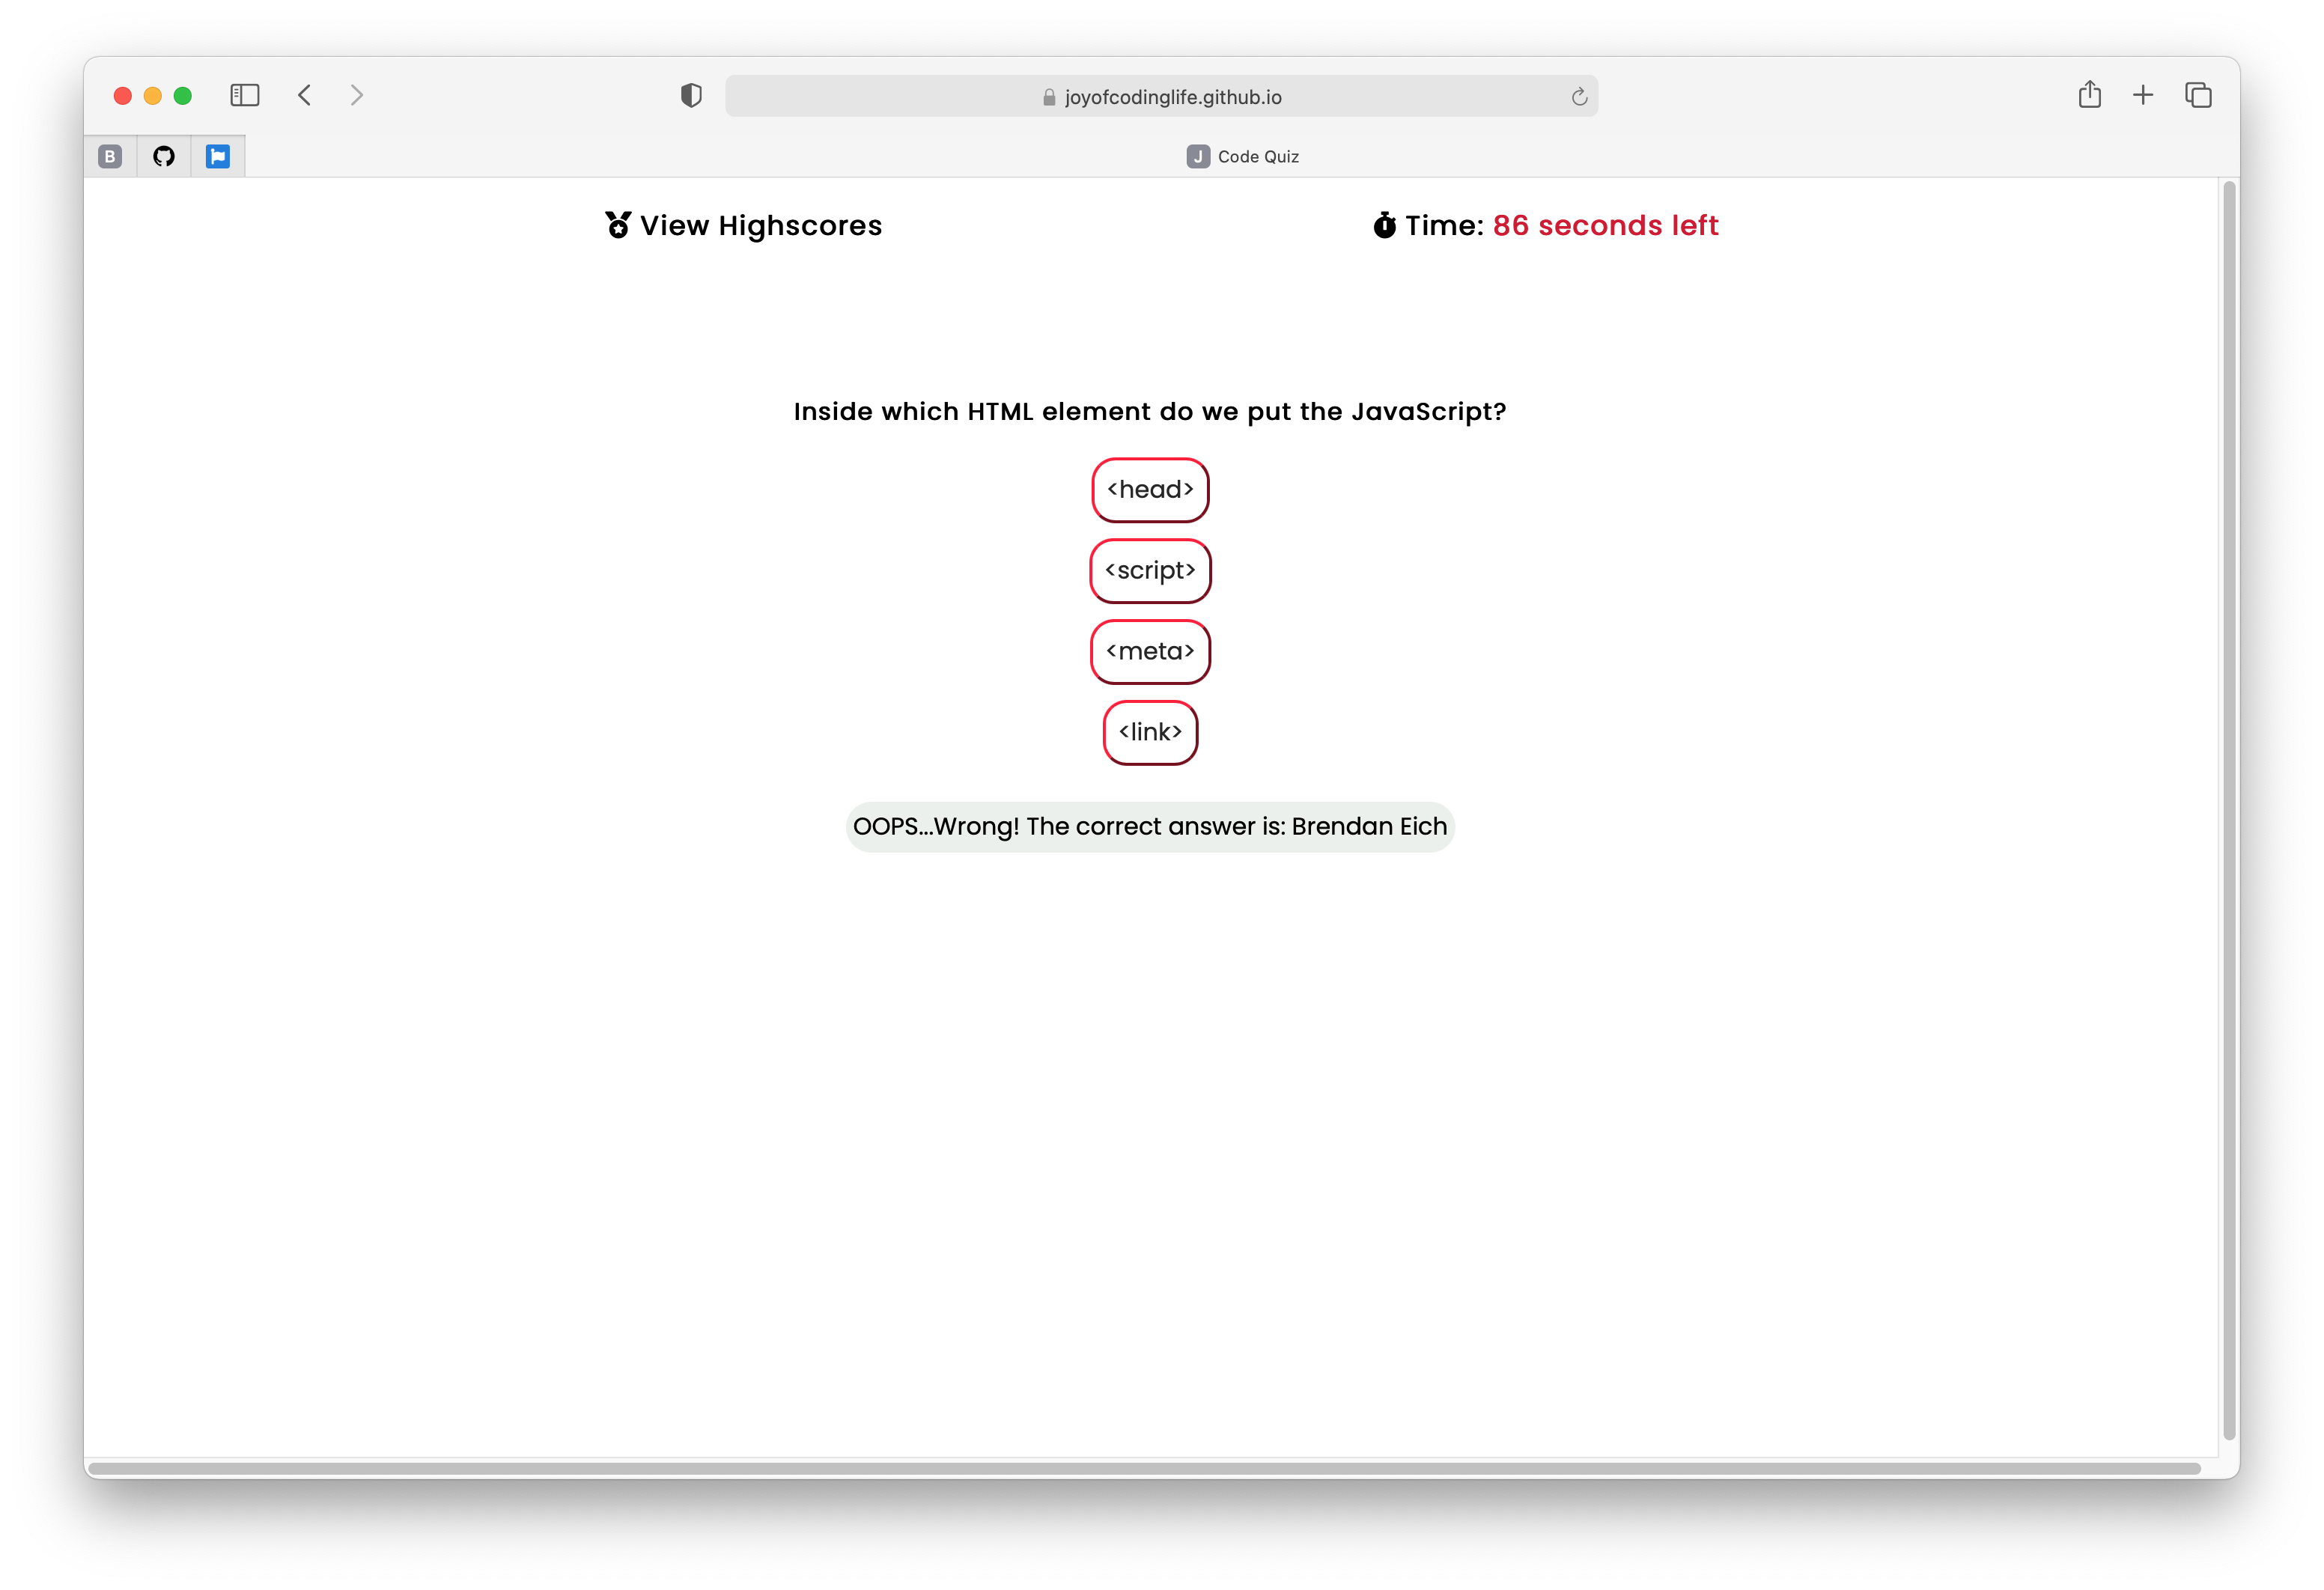 joyofcodinglife.github.io
B
J Code Quiz
View Highscores
Time: 86 seconds left
Inside which HTML element do we put the JavaScript?
<head>
<script>
<meta>
<link>
OOPS...Wrong! The correct answer is: Brendan Eich